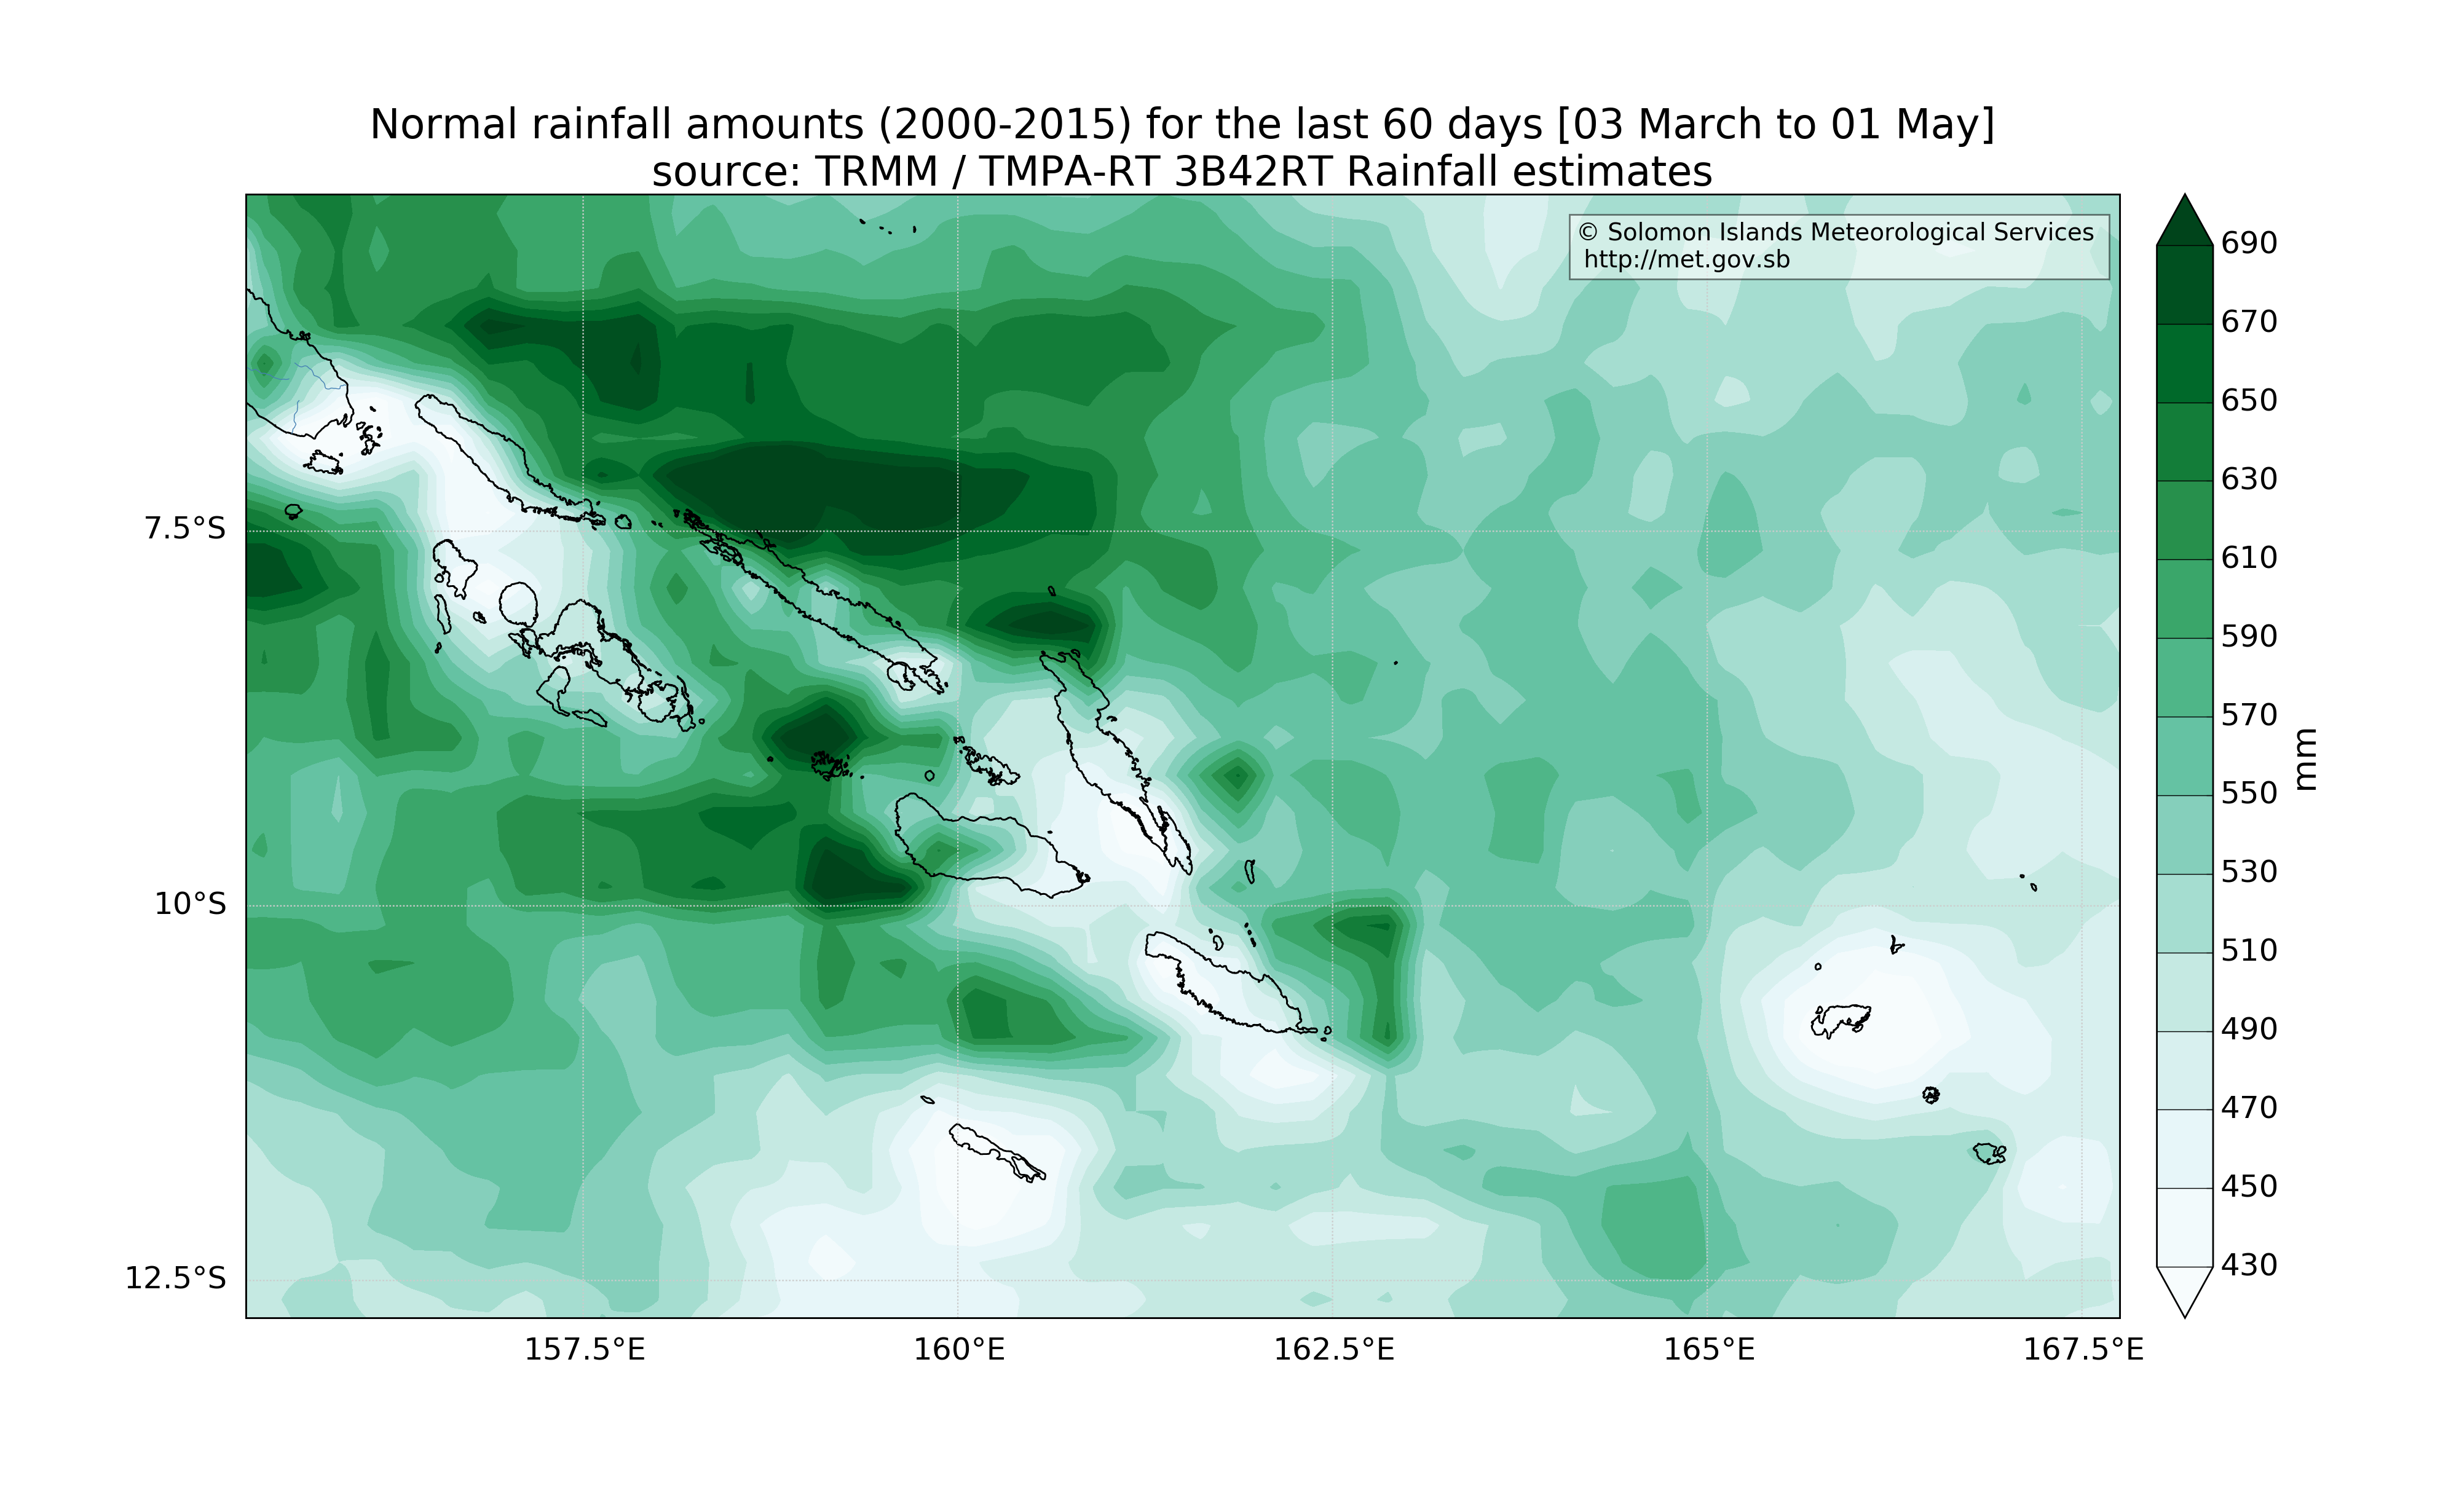 Normal rainfall amounts (2000-2015) for the last 60 days [03 March to 01 May]
source: TRMM / TMPA-RT 3B42RT Rainfall estimates
© Solomon Islands Meteorological Services
http://met.gov.sb
7.5°S
10°S
12.5°S
157.5°E
160°E
162.5°E
165°E
167.5°E
690
670
650
630
610
590
570
550
530
510
490
470
450
430
mm